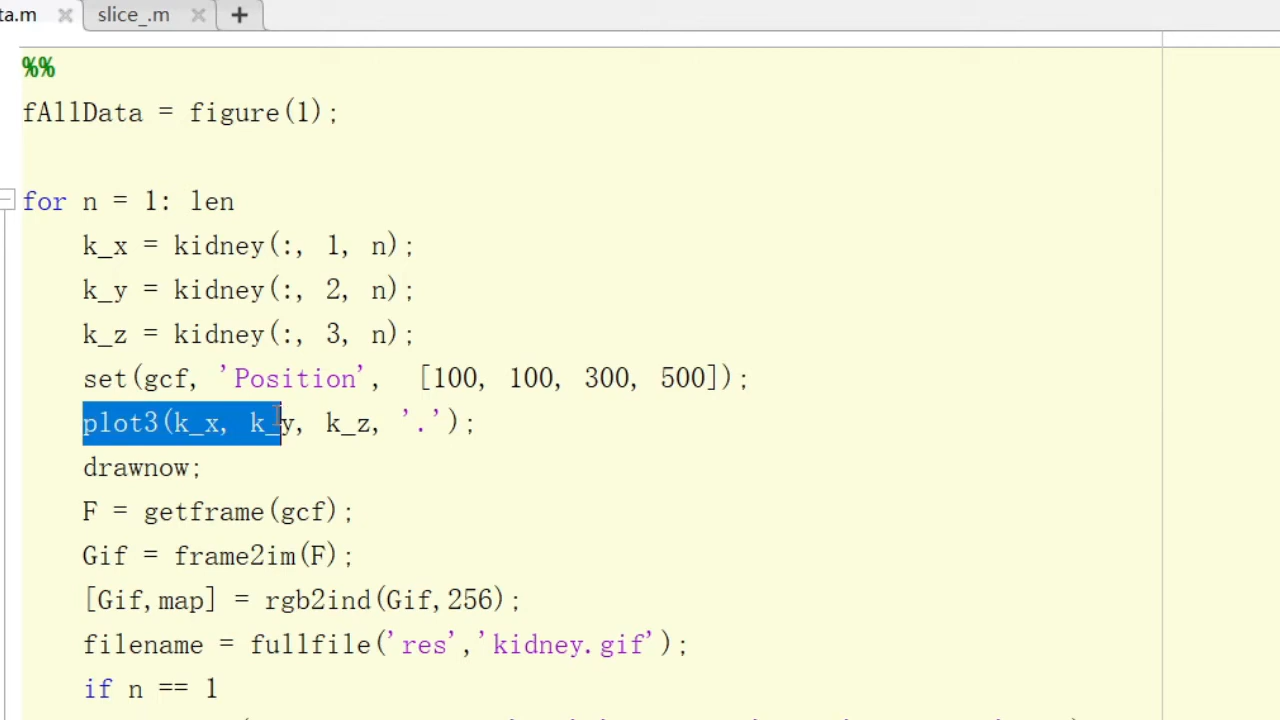 ta.m slice_.m
%%
fAllData = figure(1);
for n = 1: len
k_x = kidney(:, 1, n);
k_y = kidney(:, 2, n);
k_z = kidney(:, 3, n);
set(gcf, 'Position', [100, 100, 300, 500]);
plot3(k_x, k_y, k_z, '.');
drawnow;
F = getframe(gcf);
Gif = frame2im(F);
[Gif,map] = rgb2ind(Gif,256);
filename = fullfile('res','kidney.gif');
if n == 1